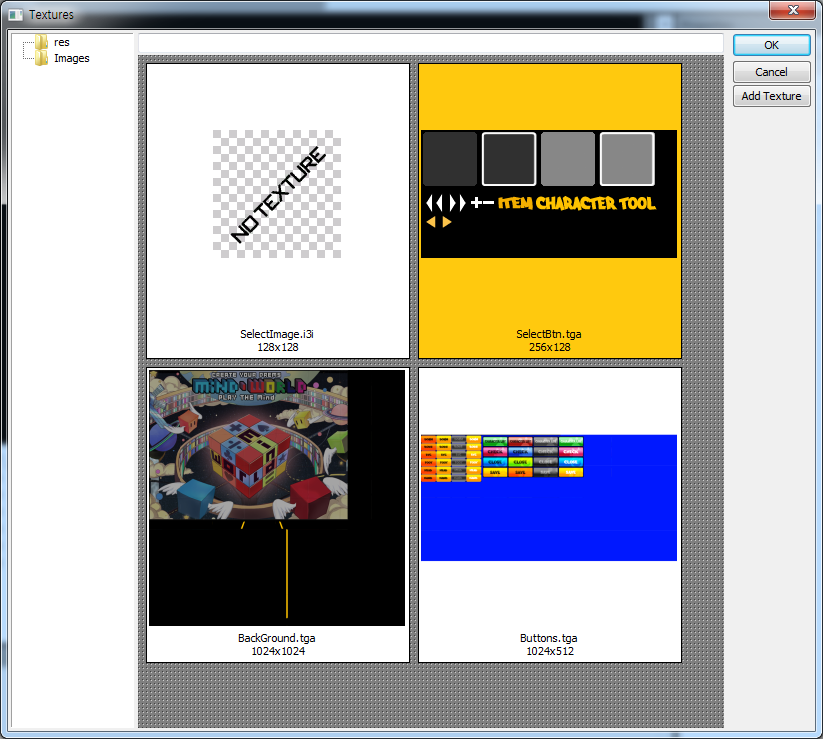 Textures
res
Images
OK
Cancel
Add Texture
NO TEXTURE
SelectImage.i3i
128x128
ITEM CHARACTER TOOL
SelectBtn.tga
256x128
CREATE YOUR DREAMS
MIND WORLD
PLAY THE Mind
BackGround.tga
1024x1024
Buttons.tga
1024x512